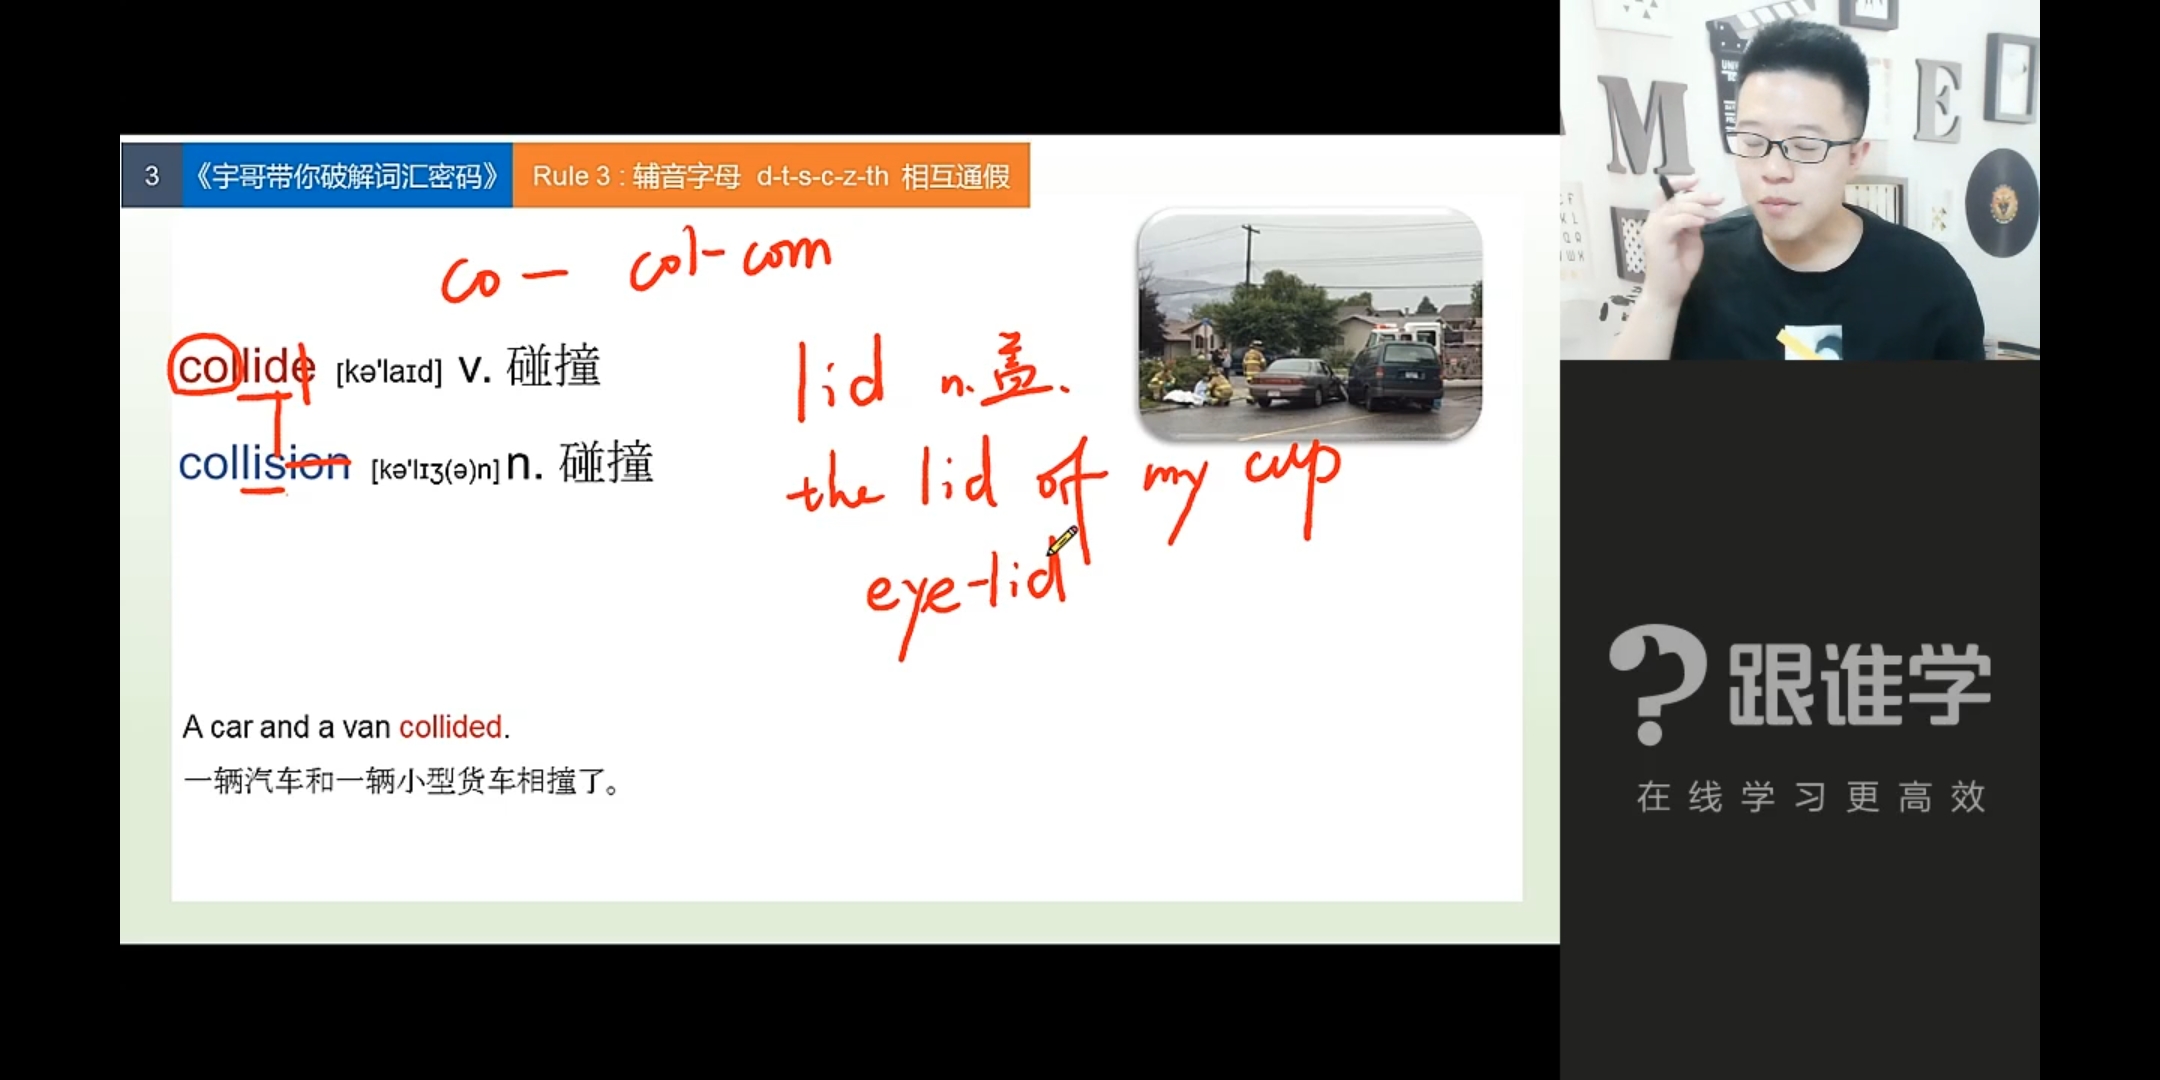 3 《宇哥带你破解词汇密码》 Rule 3 : 辅音字母 d-t-s-c-z-th 相互通假
co — col-com
collide [kə'laɪd] v. 碰撞
lid n. 盖.
collision [kə'lɪʒ(ə)n] n. 碰撞
the lid of my cup
eye-lid
A car and a van collided.
一辆汽车和一辆小型货车相撞了。
M E
跟谁学
在线学习更高效